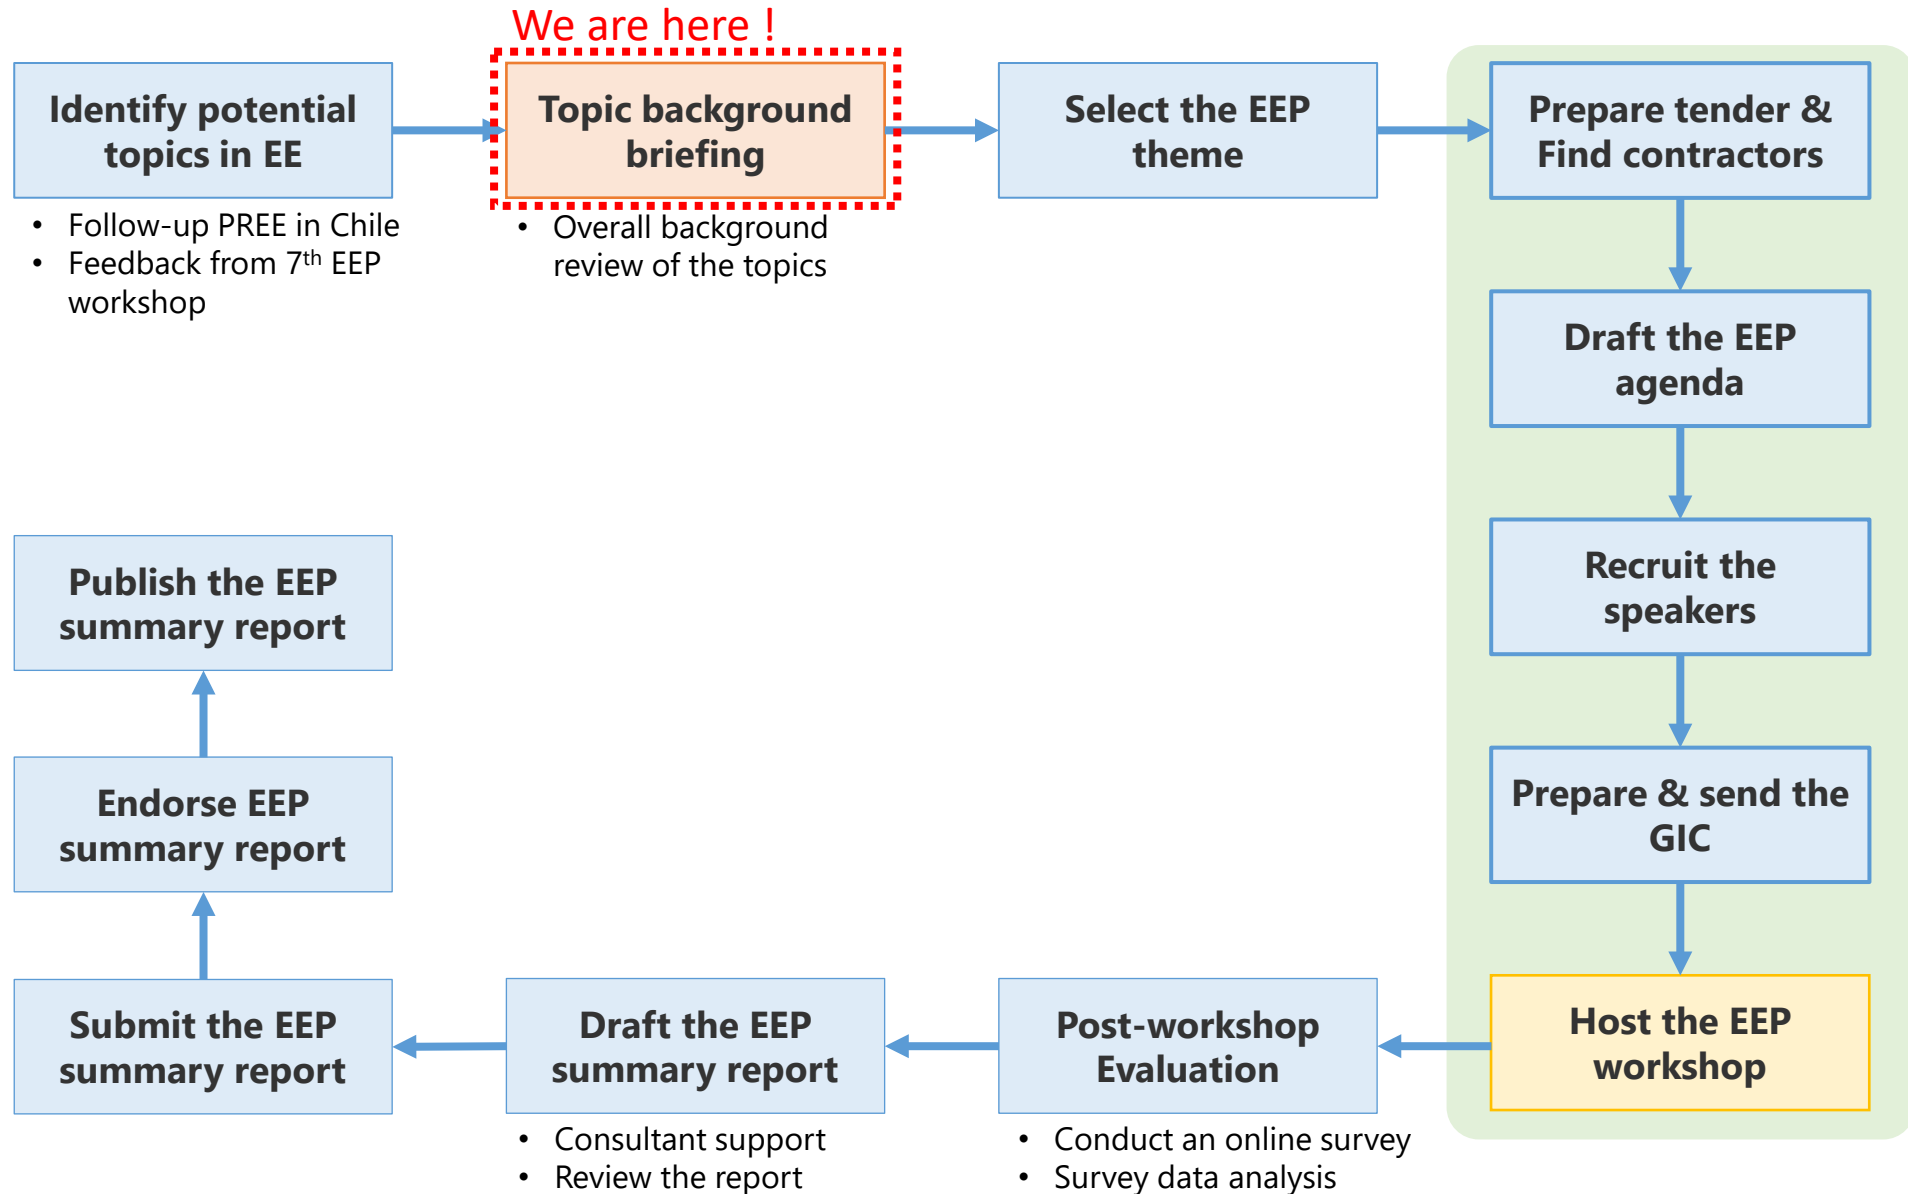 We are here !
Identify potential
topics in EE
• Follow-up PREE in Chile
• Feedback from 7th EEP
workshop
Topic background
briefing
• Overall background
review of the topics
Select the EEP
theme
Prepare tender &
Find contractors
Draft the EEP
agenda
Recruit the
speakers
Prepare & send the
GIC
Host the EEP
workshop
Post-workshop
Evaluation
• Conduct an online survey
• Survey data analysis
Draft the EEP
summary report
• Consultant support
• Review the report
Submit the EEP
summary report
Endorse EEP
summary report
Publish the EEP
summary report